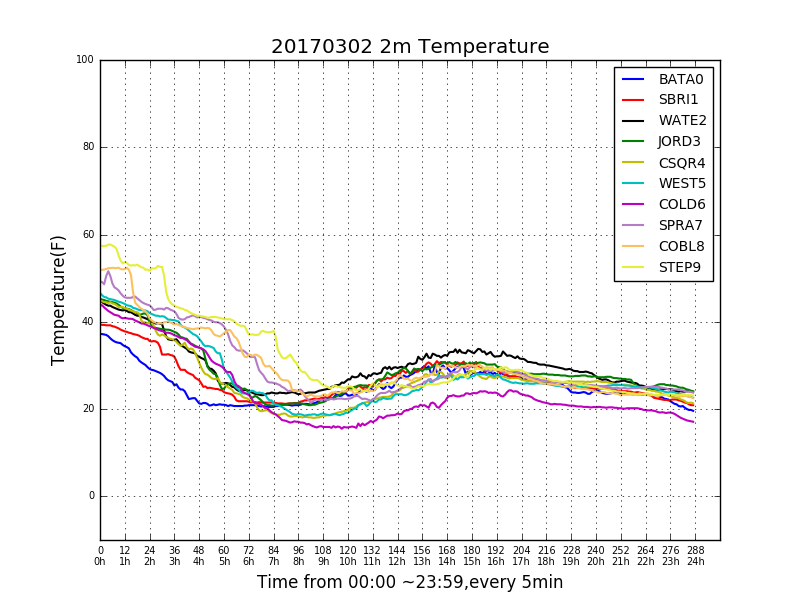 20170302 2m Temperature
100
80
60
40
20
0
Temperature(F)
BATA0
SBRI1
WATE2
JORD3
CSQR4
WEST5
COLD6
SPRA7
COBL8
STEP9
0 12 24 36 48 60 72 84 96 108 120 132 144 156 168 180 192 204 216 228 240 252 264 276 288
0h 1h 2h 3h 4h 5h 6h 7h 8h 9h 10h 11h 12h 13h 14h 15h 16h 17h 18h 19h 20h 21h 22h 23h 24h
Time from 00:00 ~23:59,every 5min